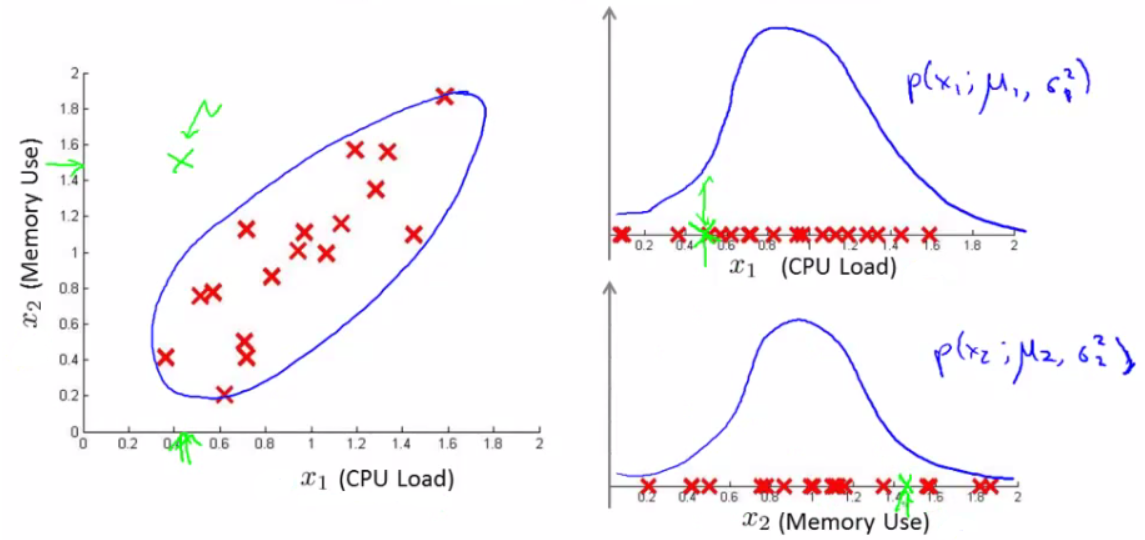 2
1.8
1.6
1.4
1.2
1
0.8
0.6
0.4
0.2
0
x₂ (Memory Use)
0 0.2 0.4 0.6 0.8 1 1.2 1.4 1.6 1.8 2
x₁ (CPU Load)
p(x₁; μ₁, σ₁²)
0.2 0.4 0.6 0.8 1 1.2 1.4 1.6 1.8 2
x₁ (CPU Load)
p(x₂; μ₂, σ₂²)
0.2 0.4 0.6 0.8 1 1.2 1.4 1.6 1.8 2
x₂ (Memory Use)